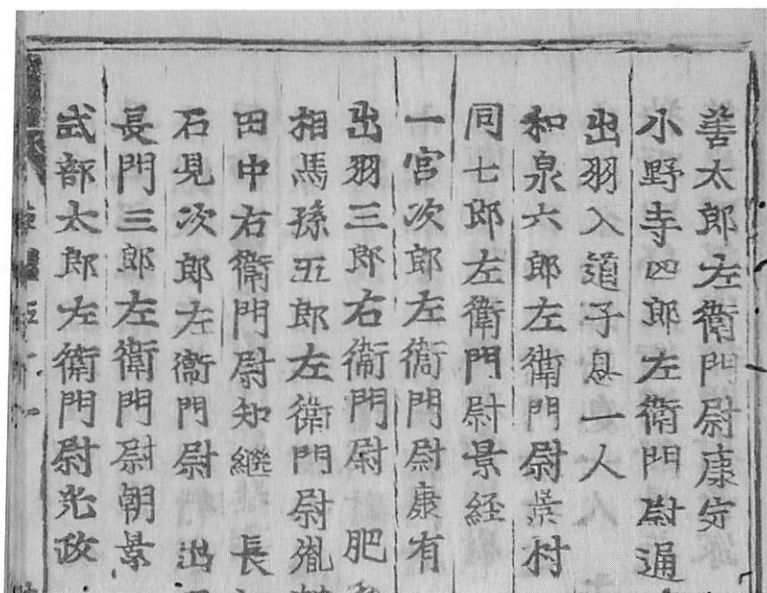 善太郎左衛門尉康定
小野寺四郎左衛門尉通
出羽入道子息一人
和泉六郎左衛門尉景村
同七郎左衛門尉景経
一宮次郎左衛門尉康有
出羽三郎右衛門尉 肥
相馬孫五郎左衛門尉胤村
田中右衛門尉知継 長
石見次郎左衛門尉 出
長門三郎左衛門尉朝景
式部太郎左衛門尉光政